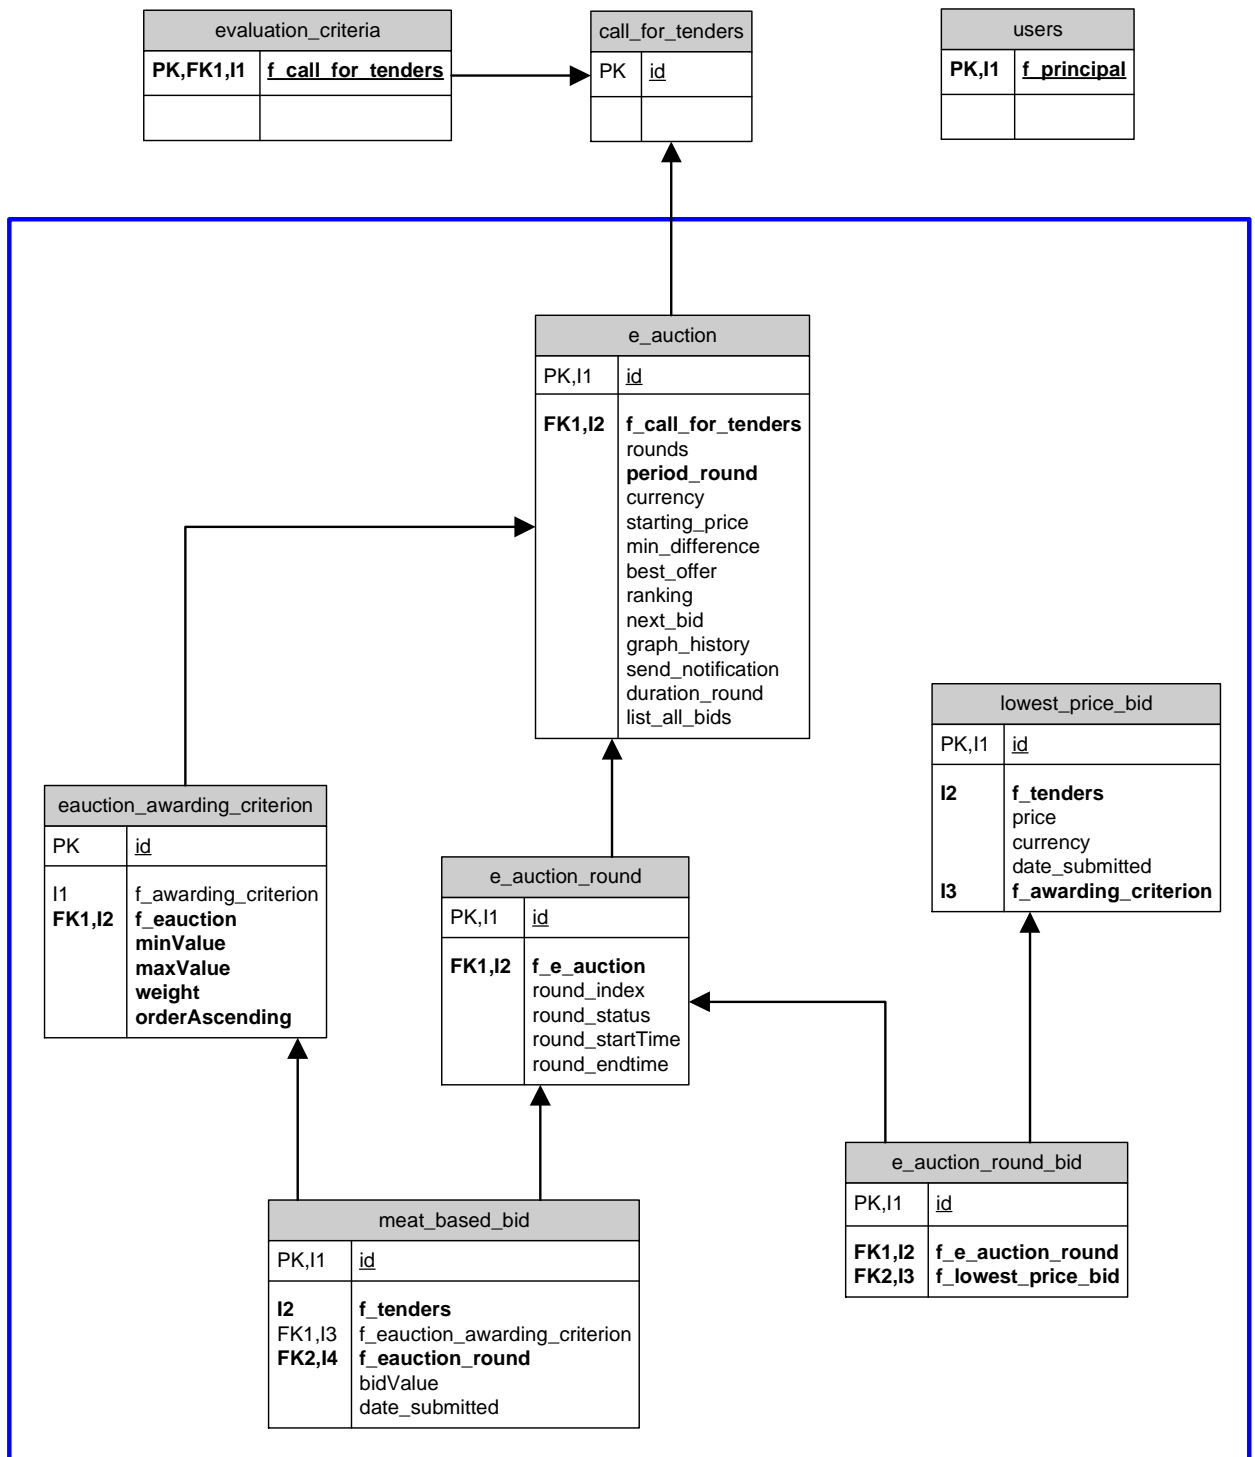 evaluation_criteria
PK,FK1,I1 f_call_for_tenders
call_for_tenders
PK id
users
PK,I1 f_principal
e_auction
PK,I1 id
FK1,I2 f_call_for_tenders
rounds
period_round
currency
starting_price
min_difference
best_offer
ranking
next_bid
graph_history
send_notification
duration_round
list_all_bids
lowest_price_bid
PK,I1 id
I2 f_tenders
price
currency
date_submitted
I3 f_awarding_criterion
eauction_awarding_criterion
PK id
I1 f_awarding_criterion
FK1,I2 f_eauction
minValue
maxValue
weight
orderAscending
e_auction_round
PK,I1 id
FK1,I2 f_e_auction
round_index
round_status
round_startTime
round_endtime
e_auction_round_bid
PK,I1 id
FK1,I2 f_e_auction_round
FK2,I3 f_lowest_price_bid
meat_based_bid
PK,I1 id
I2 f_tenders
FK1,I3 f_eauction_awarding_criterion
FK2,I4 f_eauction_round
bidValue
date_submitted